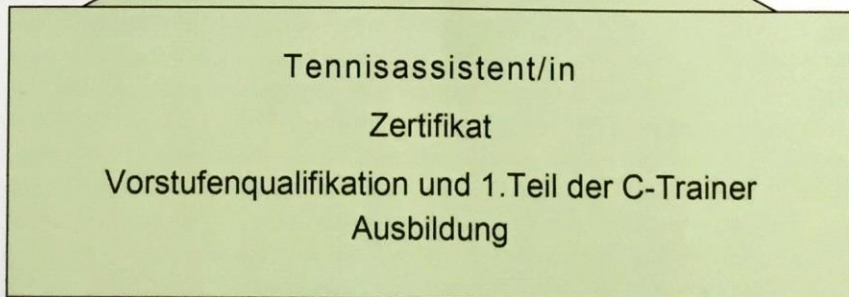 Tennisassistent/in
Zertifikat
Vorstufenqualifikation und 1.Teil der C-Trainer
Ausbildung